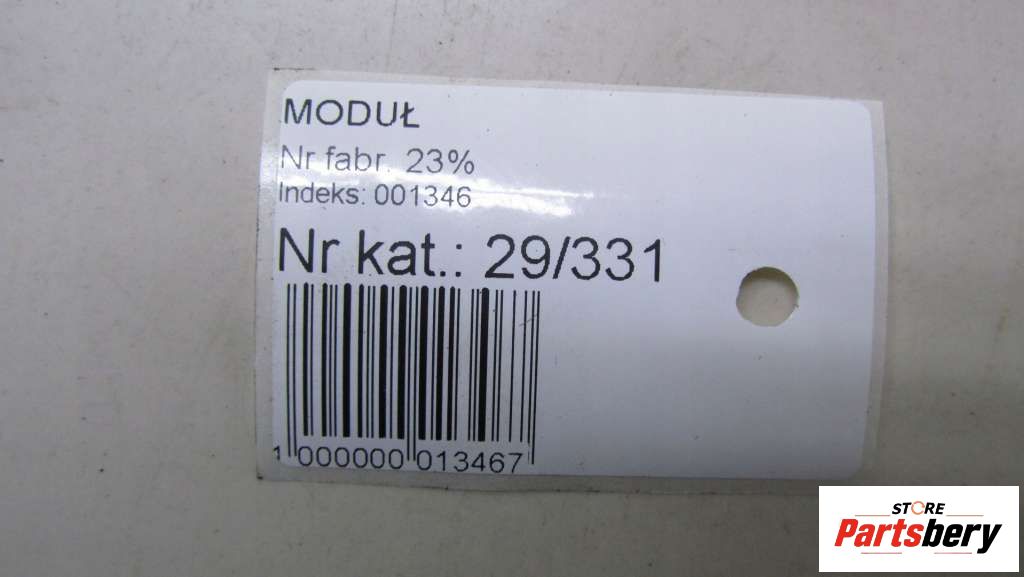 MODUŁ
Nr fabr. 23%
Indeks: 001346
Nr kat.: 29/331
1 000000 013467
STORE
Partsbery